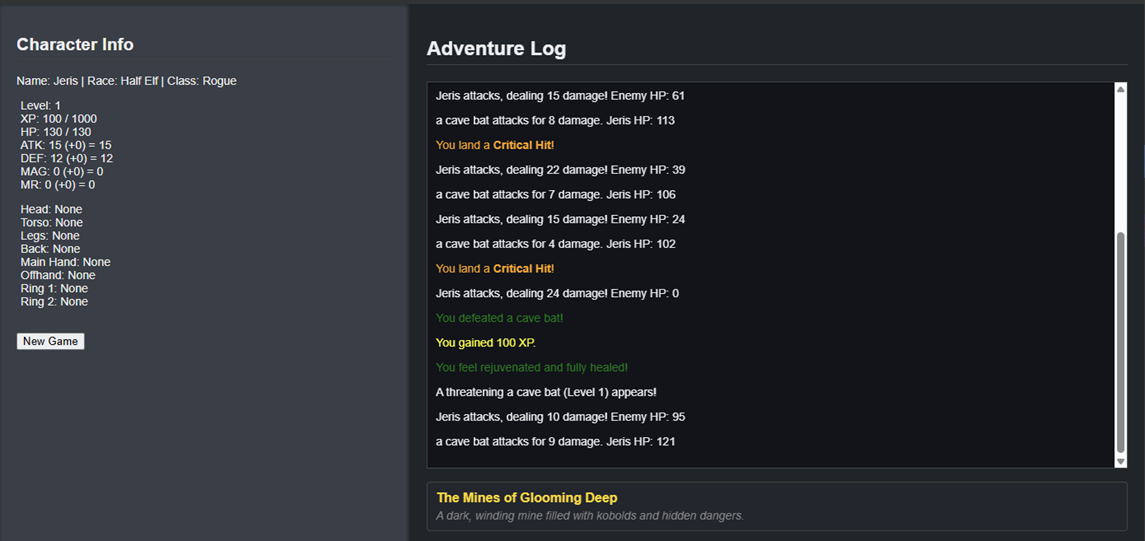 Character Info
Name: Jeris | Race: Half Elf | Class: Rogue
Level: 1
XP: 100 / 1000
HP: 130 / 130
ATK: 15 (+0) = 15
DEF: 12 (+0) = 12
MAG: 0 (+0) = 0
MR: 0 (+0) = 0
Head: None
Torso: None
Legs: None
Back: None
Main Hand: None
Offhand: None
Ring 1: None
Ring 2: None
New Game
Adventure Log
Jeris attacks, dealing 15 damage! Enemy HP: 61
a cave bat attacks for 8 damage. Jeris HP: 113
You land a Critical Hit!
Jeris attacks, dealing 22 damage! Enemy HP: 39
a cave bat attacks for 7 damage. Jeris HP: 106
Jeris attacks, dealing 15 damage! Enemy HP: 24
a cave bat attacks for 4 damage. Jeris HP: 102
You land a Critical Hit!
Jeris attacks, dealing 24 damage! Enemy HP: 0
You defeated a cave bat!
You gained 100 XP.
You feel rejuvenated and fully healed!
A threatening a cave bat (Level 1) appears!
Jeris attacks, dealing 10 damage! Enemy HP: 95
a cave bat attacks for 9 damage. Jeris HP: 121
The Mines of Glooming Deep
A dark, winding mine filled with kobolds and hidden dangers.